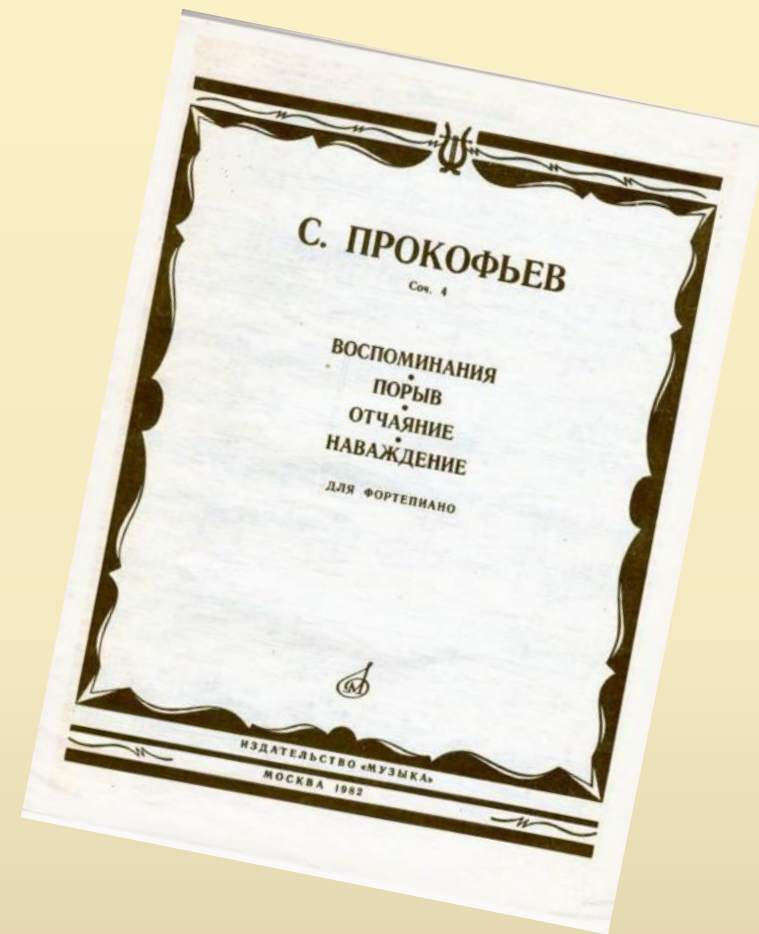 С. ПРОКОФЬЕВ
Соч. 4
ВОСПОМИНАНИЯ
ПОРЫВ
ОТЧАЯНИЕ
НАВАЖДЕНИЕ
ДЛЯ ФОРТЕПИАНО
ИЗДАТЕЛЬСТВО «МУЗЫКА»
МОСКВА 1982